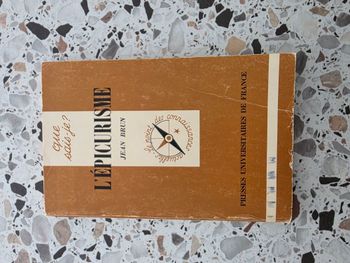 que
sais-je?
L'ÉPICURISME
JEAN BRUN
le point des connaissances actuelles
PRESSES UNIVERSITAIRES DE FRANCE